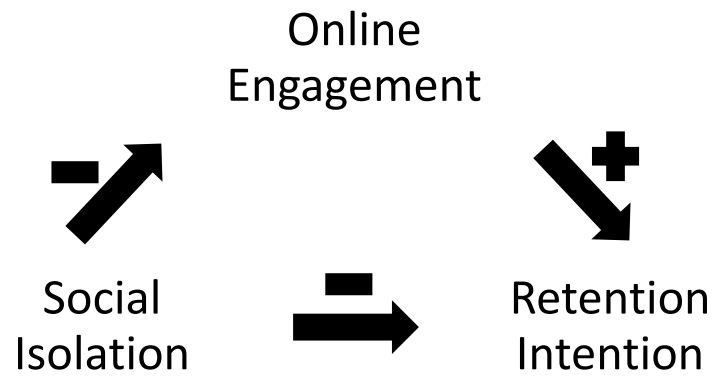 Online
Engagement
Social
Isolation
Retention
Intention